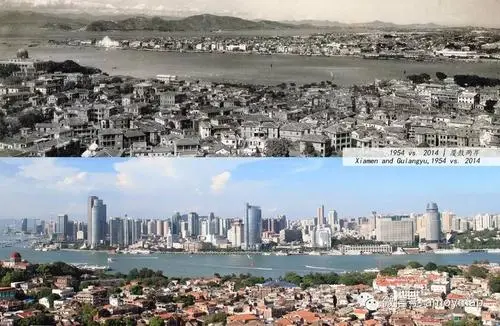 1954 vs. 2014 | 厦鼓两岸
Xiamen and Gulangyu,1954 vs. 2014